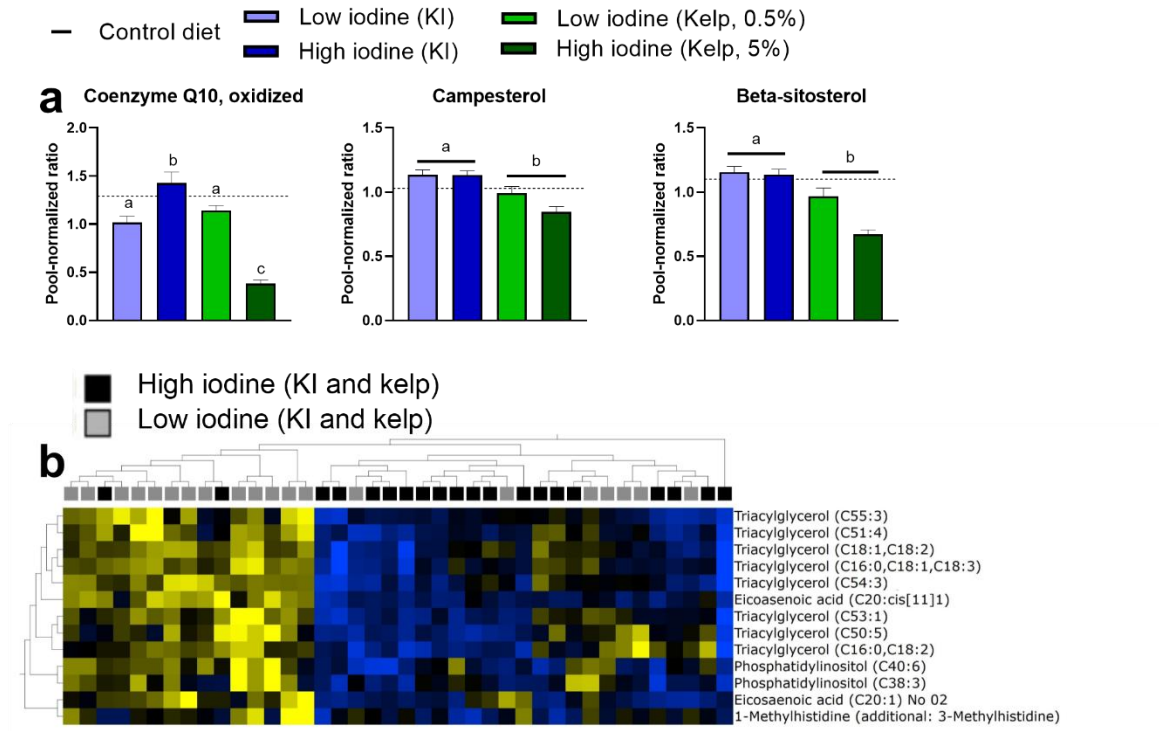 Control diet
Low iodine (KI)
High iodine (KI)
Low iodine (Kelp, 0.5%)
High iodine (Kelp, 5%)
a
Coenzyme Q10, oxidized
Pool-normalized ratio
2.0
1.5
1.0
0.5
0.0
a
b
a
c
Campesterol
Pool-normalized ratio
1.5
1.0
0.5
0.0
a
b
Beta-sitosterol
Pool-normalized ratio
1.5
1.0
0.5
0.0
a
b
High iodine (KI and kelp)
Low iodine (KI and kelp)
b
Triacylglycerol (C55:3)
Triacylglycerol (C51:4)
Triacylglycerol (C18:1,C18:2)
Triacylglycerol (C16:0,C18:1,C18:3)
Triacylglycerol (C54:3)
Eicoasenoic acid (C20:cis[11]1)
Triacylglycerol (C53:1)
Triacylglycerol (C50:5)
Triacylglycerol (C16:0,C18:2)
Phosphatidylinositol (C40:6)
Phosphatidylinositol (C38:3)
Eicosaenoic acid (C20:1) No 02
1-Methylhistidine (additional: 3-Methylhistidine)